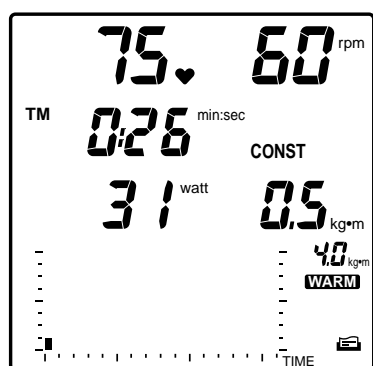 75 ♥ 60 rpm
TM 0:26 min:sec
CONST
31 watt 0.5 kg•m
4.0 kg•m
WARM
TIME